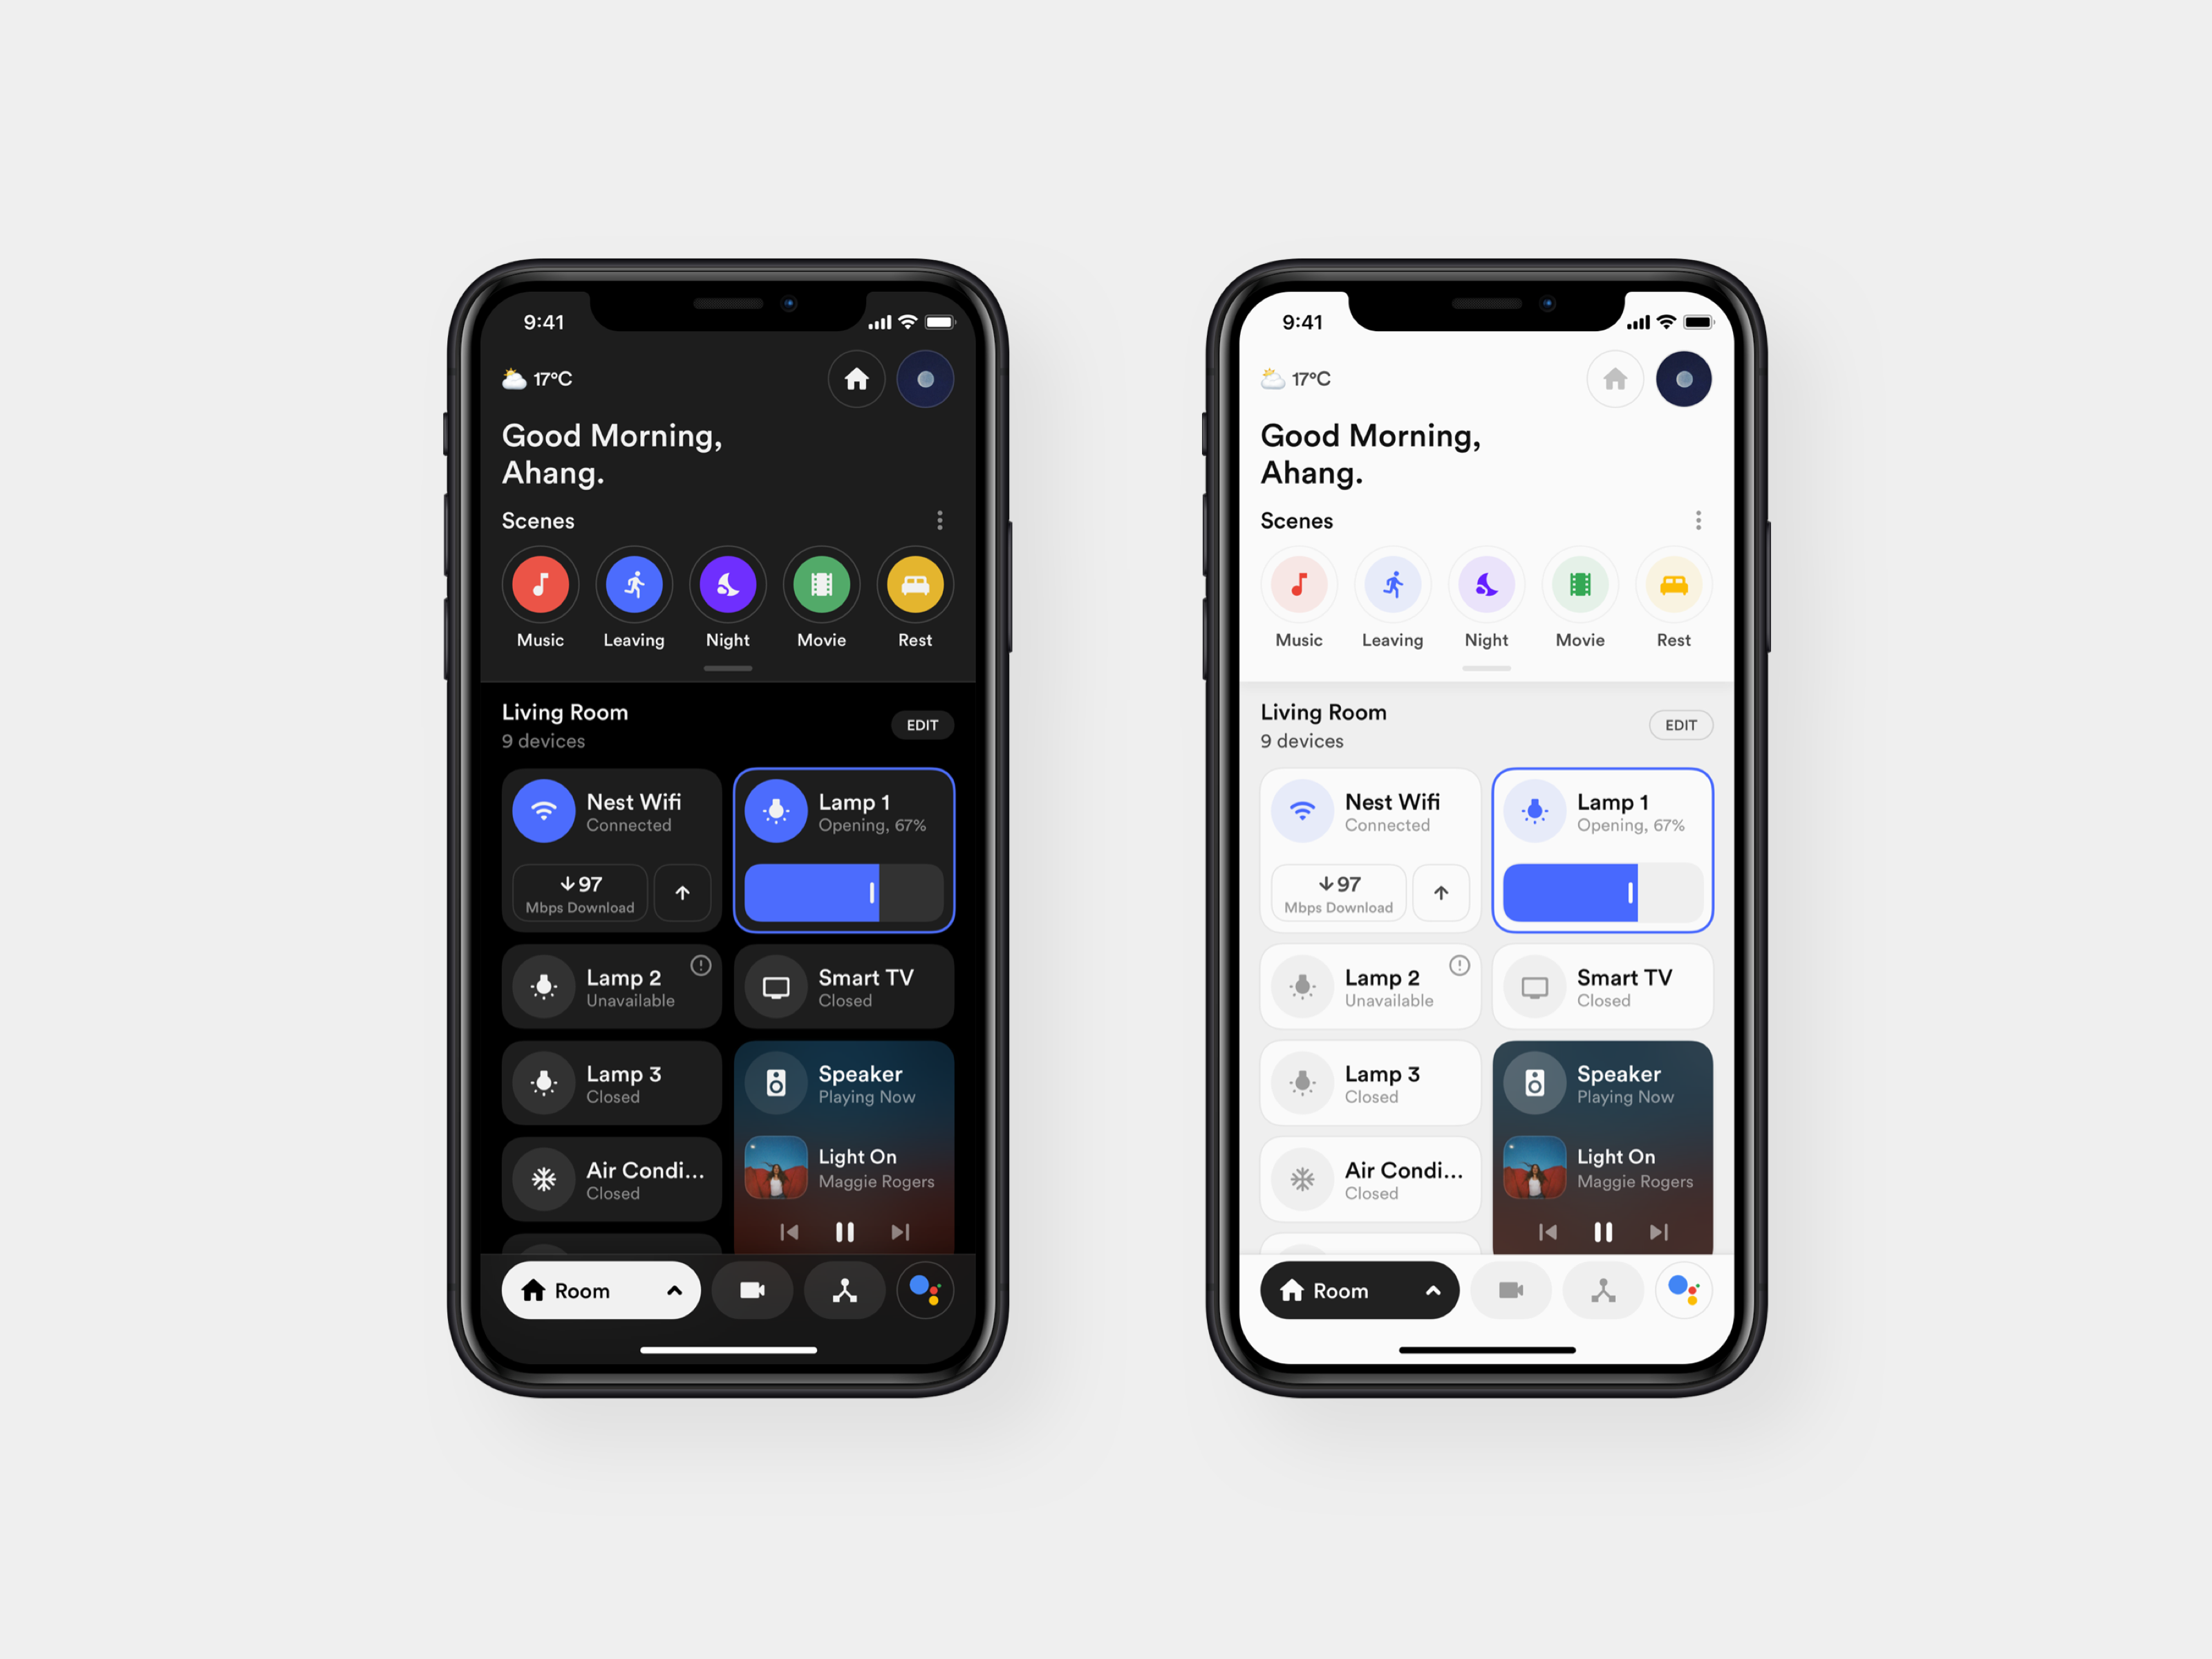 9:41
17°C
Good Morning,
Ahang.
Scenes
Music Leaving Night Movie Rest
Living Room
9 devices
EDIT
Nest Wifi
Connected
97
Mbps Download
Lamp 1
Opening, 67%
Lamp 2
Unavailable
Smart TV
Closed
Lamp 3
Closed
Speaker
Playing Now
Air Condi...
Closed
Light On
Maggie Rogers
Room
9:41
17°C
Good Morning,
Ahang.
Scenes
Music Leaving Night Movie Rest
Living Room
9 devices
EDIT
Nest Wifi
Connected
97
Mbps Download
Lamp 1
Opening, 67%
Lamp 2
Unavailable
Smart TV
Closed
Lamp 3
Closed
Speaker
Playing Now
Air Condi...
Closed
Light On
Maggie Rogers
Room